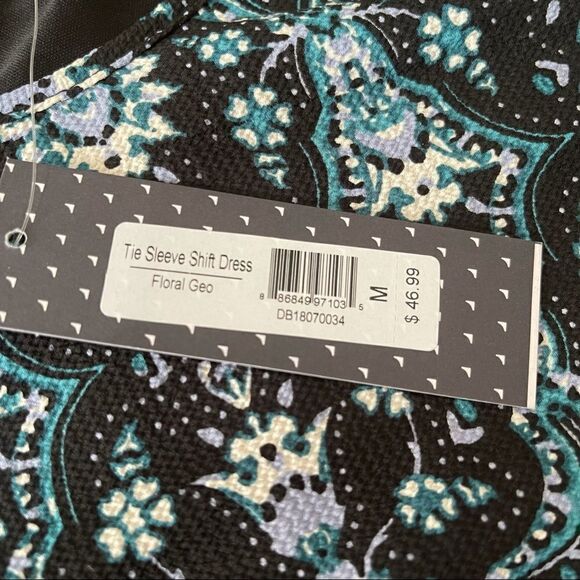 Tie Sleeve Shift Dress
Floral Geo
8 86849 97103 5
DB18070034
M
$ 46.99